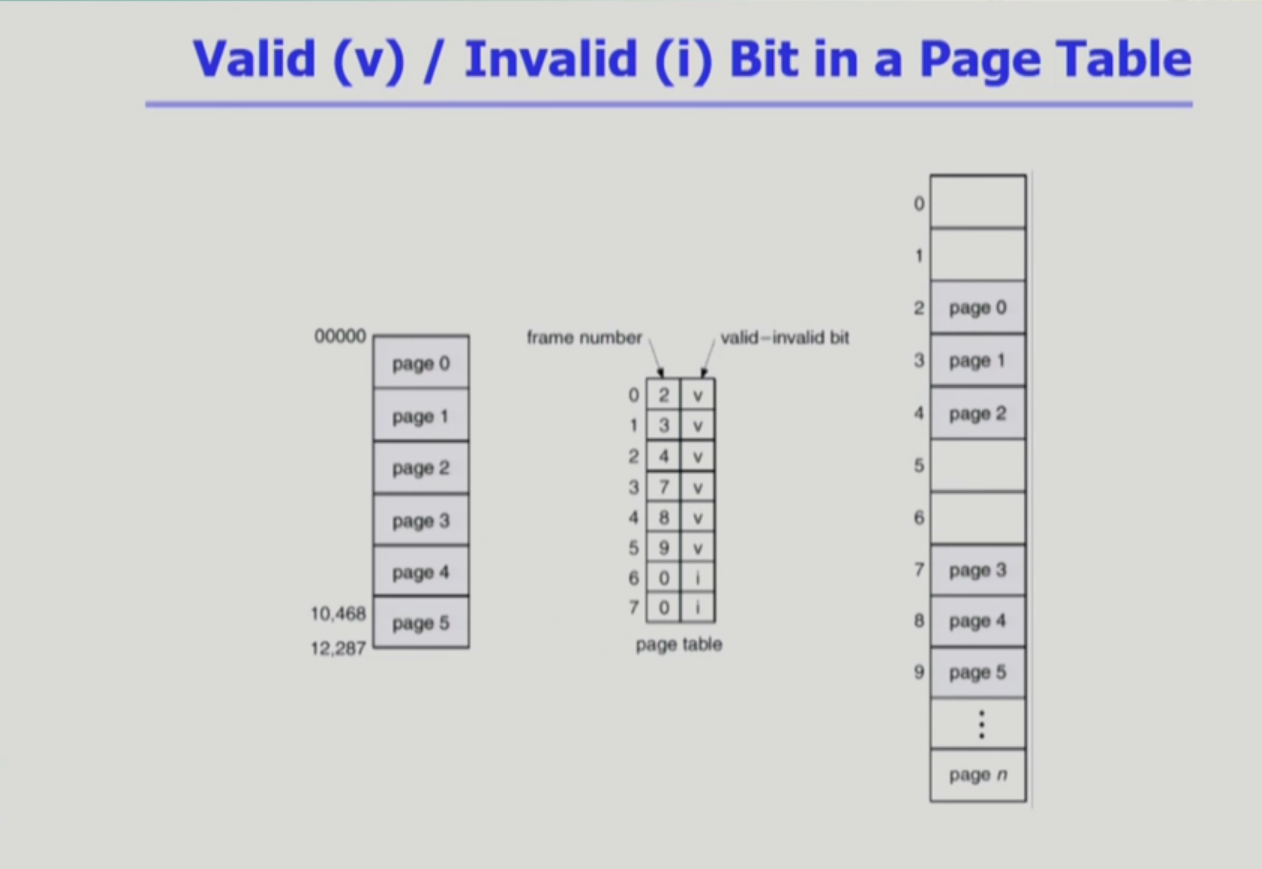 Valid (v) / Invalid (i) Bit in a Page Table
00000
page 0
page 1
page 2
page 3
page 4
10,468
page 5
12,287
frame number
valid–invalid bit
0 2 v
1 3 v
2 4 v
3 7 v
4 8 v
5 9 v
6 0 i
7 0 i
page table
0
1
2 page 0
3 page 1
4 page 2
5
6
7 page 3
8 page 4
9 page 5
page n